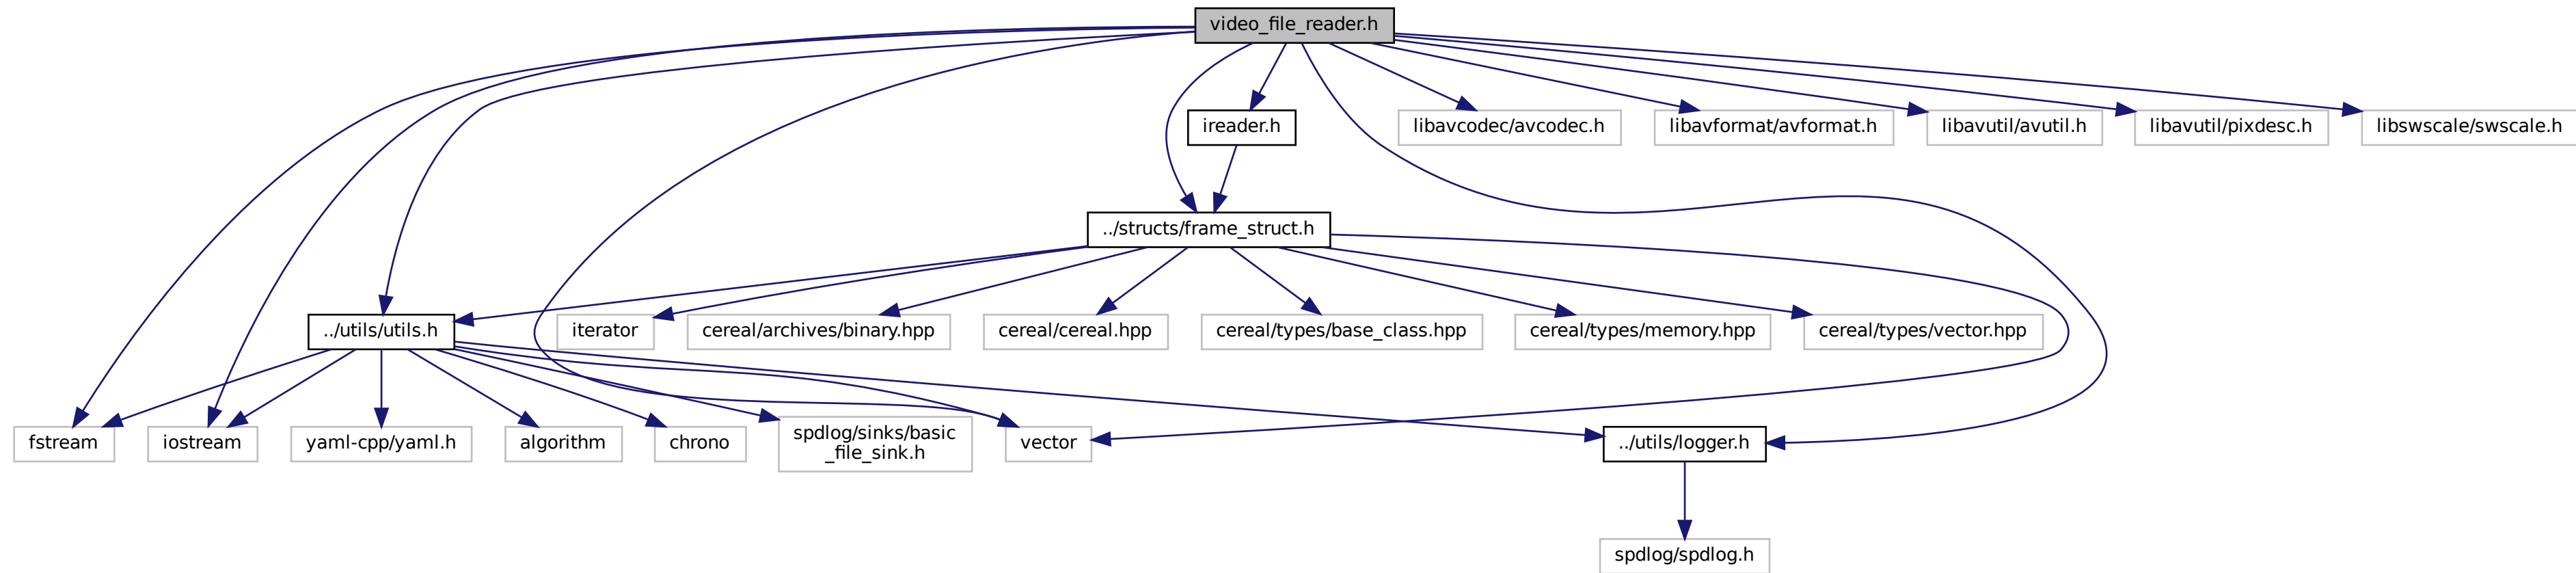 video_file_reader.h
ireader.h
libavcodec/avcodec.h
libavformat/avformat.h
libavutil/avutil.h
libavutil/pixdesc.h
libswscale/swscale.h
../structs/frame_struct.h
../utils/utils.h
iterator
cereal/archives/binary.hpp
cereal/cereal.hpp
cereal/types/base_class.hpp
cereal/types/memory.hpp
cereal/types/vector.hpp
fstream
iostream
yaml-cpp/yaml.h
algorithm
chrono
spdlog/sinks/basic
_file_sink.h
vector
../utils/logger.h
spdlog/spdlog.h